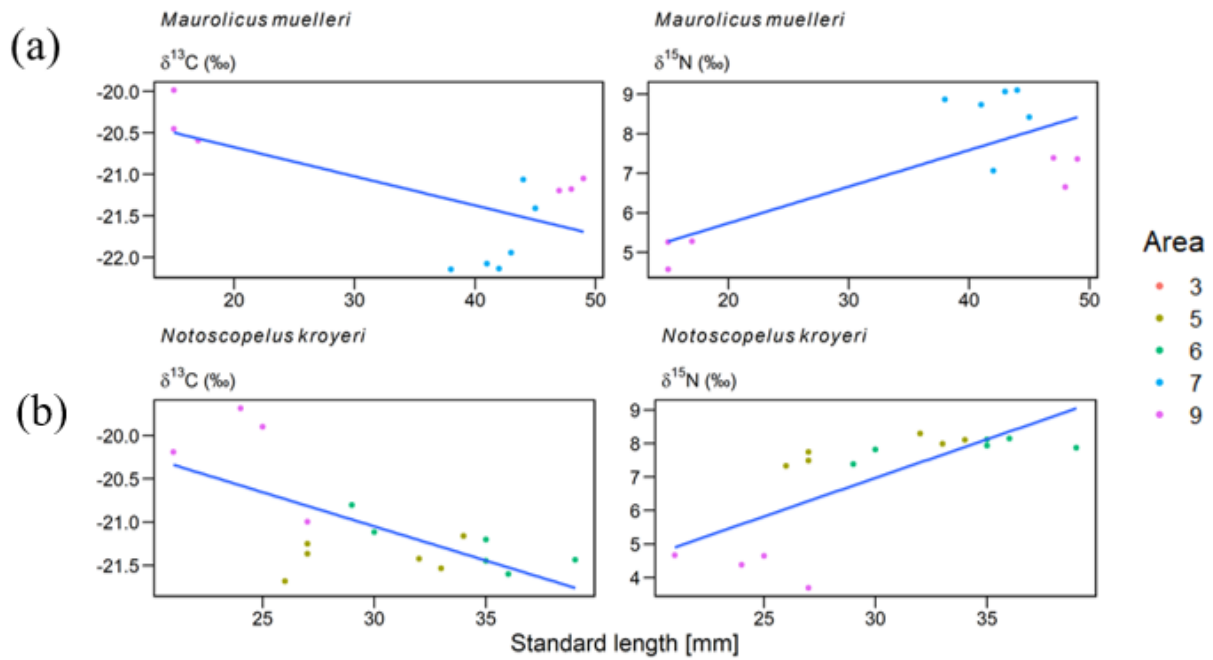 (a)
Maurolicus muelleri
δ¹³C (‰)
-20.0
-20.5
-21.0
-21.5
-22.0
20 30 40 50
Maurolicus muelleri
δ¹⁵N (‰)
9
8
7
6
5
20 30 40 50
(b)
Notoscopelus kroyeri
δ¹³C (‰)
-20.0
-20.5
-21.0
-21.5
25 30 35
Notoscopelus kroyeri
δ¹⁵N (‰)
9
8
7
6
5
4
25 30 35
Standard length [mm]
Area
3
5
6
7
9